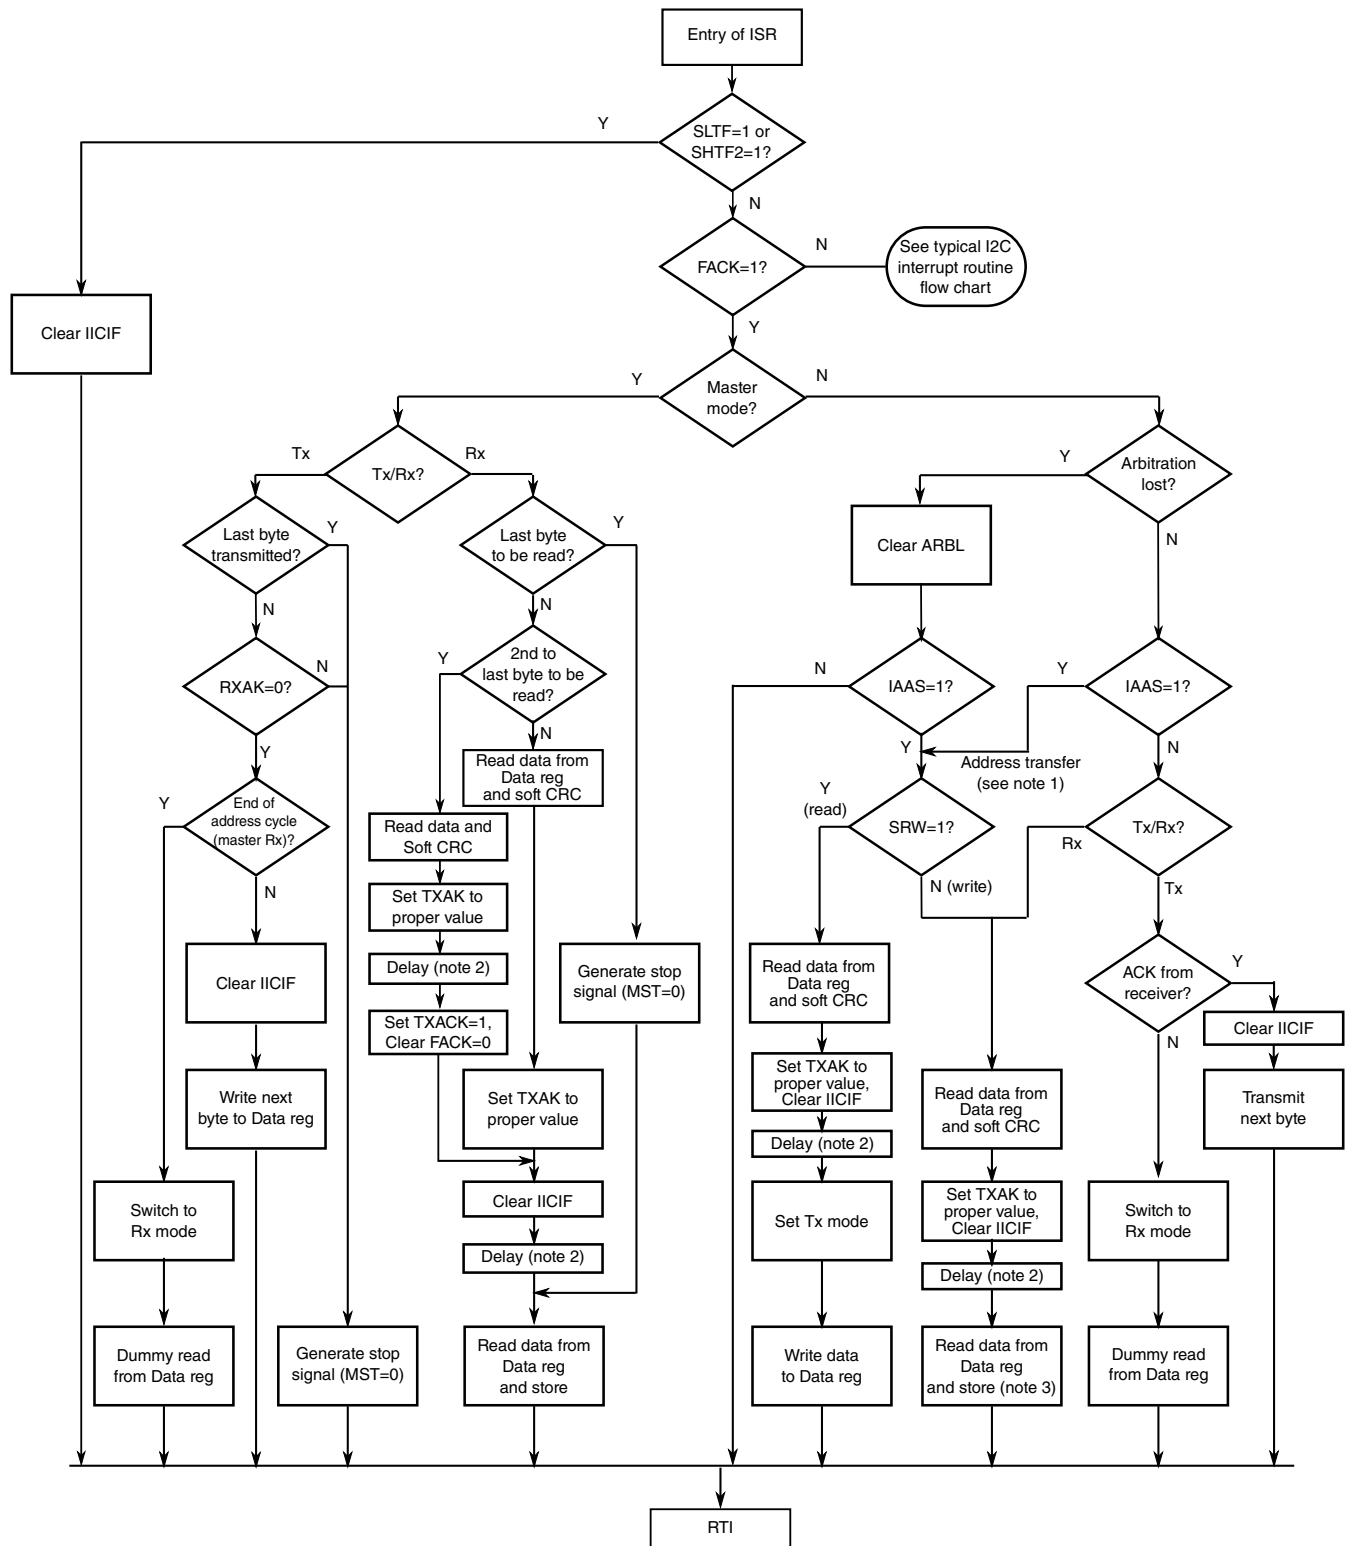 Entry of ISR
Y
SLTF=1 or
SHTF2=1?
N
FACK=1?
N
See typical I2C
interrupt routine
flow chart
Y
Clear IICIF
Y
Master
mode?
N
Tx
Tx/Rx?
Rx
Y
Arbitration
lost?
Last byte
transmitted?
Y
Last byte
to be read?
Y
Clear ARBL
N
N
N
RXAK=0?
N
Y
2nd to
last byte to be
read?
N
IAAS=1?
Y
IAAS=1?
Y
N
Read data from
Data reg
and soft CRC
Y
Address transfer
(see note 1)
N
Y
End of
address cycle
(master Rx)?
Read data and
Soft CRC
Y
(read)
SRW=1?
Rx
Tx/Rx?
N
Set TXAK to
proper value
N (write)
Tx
Clear IICIF
Delay (note 2)
Generate stop
signal (MST=0)
Read data from
Data reg
and soft CRC
ACK from
receiver?
Y
Set TXACK=1,
Clear FACK=0
N
Clear IICIF
Write next
byte to Data reg
Set TXAK to
proper value
Set TXAK to
proper value,
Clear IICIF
Read data from
Data reg
and soft CRC
Transmit
next byte
Delay (note 2)
Switch to
Rx mode
Clear IICIF
Set Tx mode
Set TXAK to
proper value,
Clear IICIF
Switch to
Rx mode
Delay (note 2)
Delay (note 2)
Dummy read
from Data reg
Generate stop
signal (MST=0)
Read data from
Data reg
and store
Write data
to Data reg
Read data from
Data reg
and store (note 3)
Dummy read
from Data reg
RTI